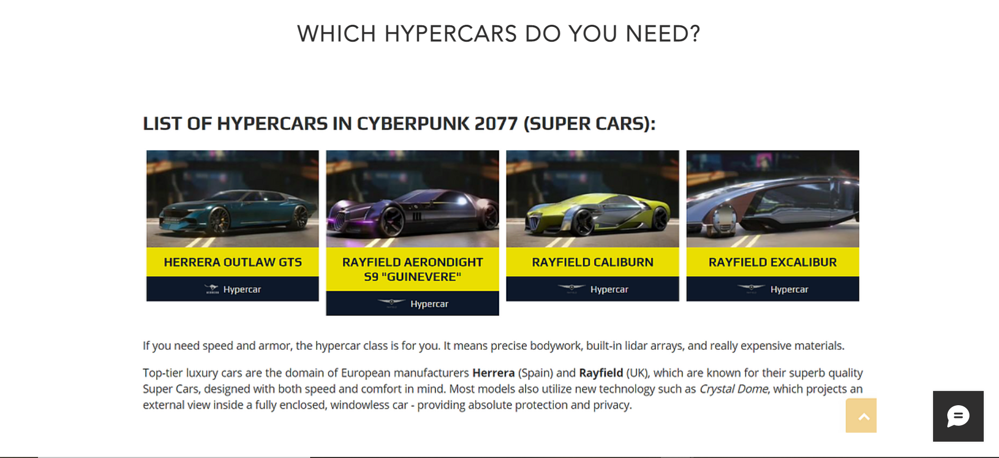 WHICH HYPERCARS DO YOU NEED?
LIST OF HYPERCARS IN CYBERPUNK 2077 (SUPER CARS):
HERRERA OUTLAW GTS
Hypercar
RAYFIELD AERONDIGHT
S9 "GUINEVERE"
Hypercar
RAYFIELD CALIBURN
Hypercar
RAYFIELD EXCALIBUR
Hypercar
If you need speed and armor, the hypercar class is for you. It means precise bodywork, built-in lidar arrays, and really expensive materials.
Top-tier luxury cars are the domain of European manufacturers Herrera (Spain) and Rayfield (UK), which are known for their superb quality
Super Cars, designed with both speed and comfort in mind. Most models also utilize new technology such as Crystal Dome, which projects an
external view inside a fully enclosed, windowless car - providing absolute protection and privacy.